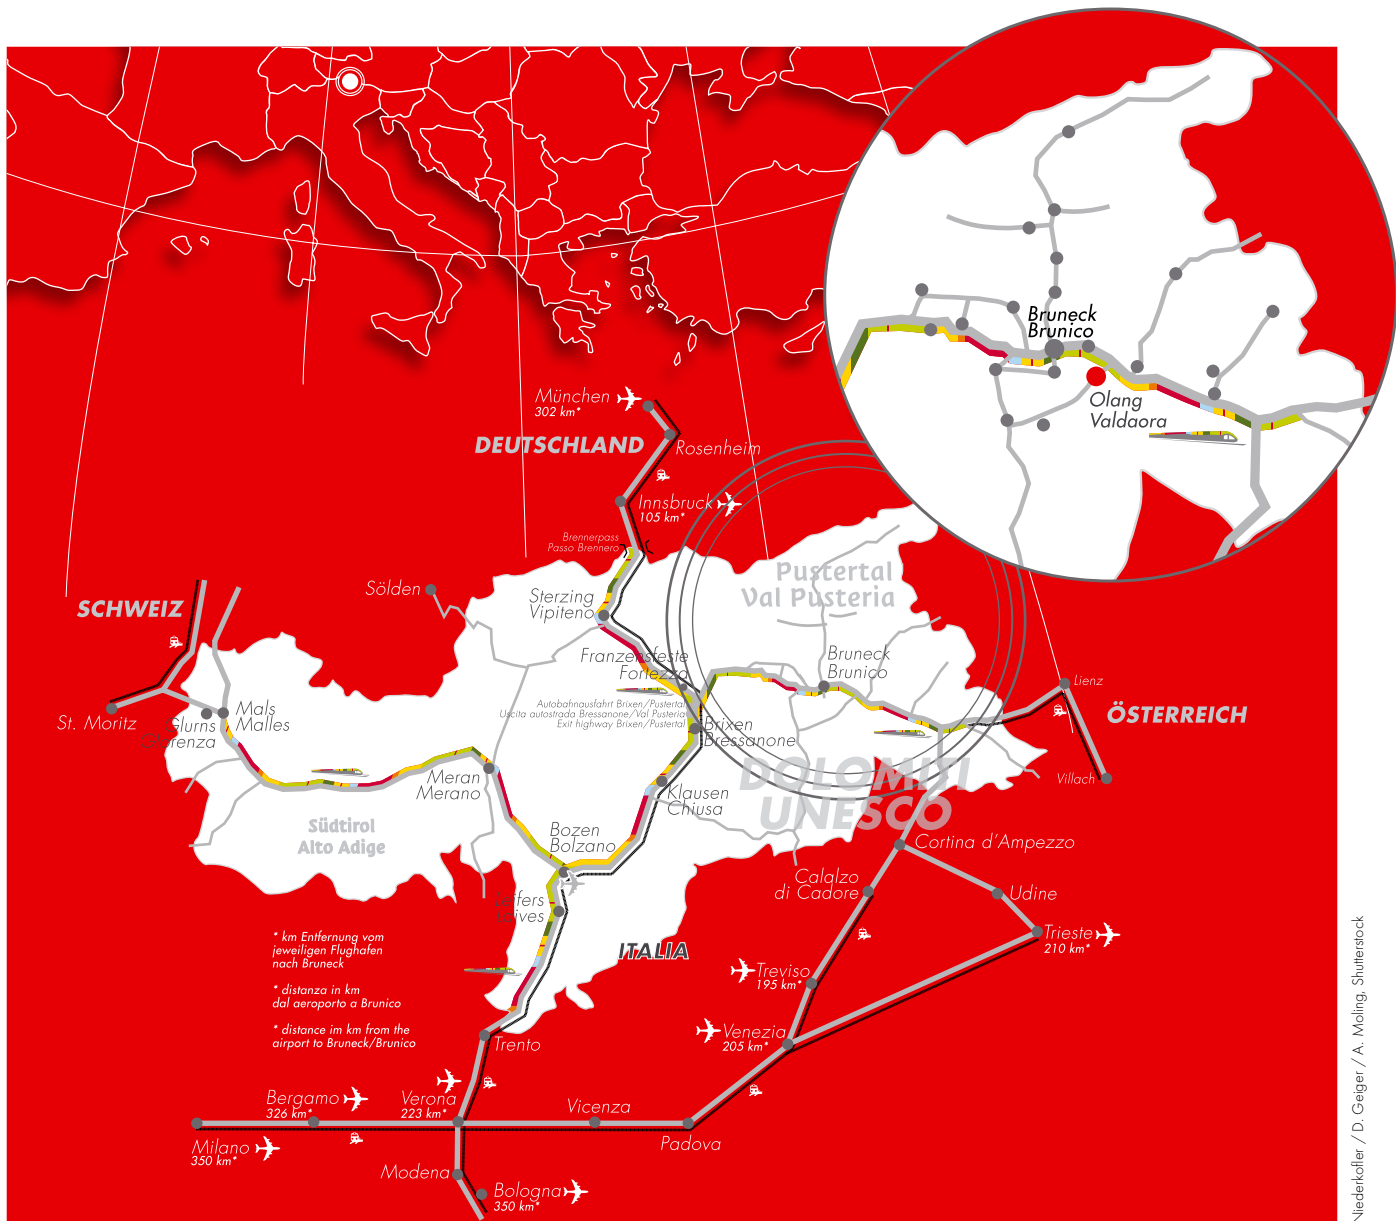 Bruneck
Brunico
Olang
Valdaora
München
302 km*
DEUTSCHLAND
Rosenheim
Innsbruck
105 km*
Brennerpass
Passo Brennero
Pustertal
Val Pusteria
Sölden
SCHWEIZ
Sterzing
Vipiteno
Franzensfeste
Fortezza
Bruneck
Brunico
Lienz
ÖSTERREICH
Autobahnausfahrt Brixen/Pustertal
Uscita autostrada Bressanone/Val Pusteria
Exit highway Brixen/Pustertal
St. Moritz
Glurns
Glurenza
Mals
Malles
Brixen
Bressanone
Villach
Meran
Merano
Klausen
Chiusa
DOLOMITI
UNESCO
Südtirol
Alto Adige
Bozen
Bolzano
Cortina d'Ampezzo
Calalzo
di Cadore
Udine
Leifers
Laives
Trieste
210 km*
ITALIA
* km Entfernung vom
jeweiligen Flughafen
nach Bruneck
* distanza in km
dal aeroporto a Brunico
* distance im km from the
airport to Bruneck/Brunico
Treviso
195 km*
Venezia
205 km*
Trento
Bergamo
326 km*
Verona
223 km*
Vicenza
Milano
350 km*
Padova
Modena
Bologna
350 km*
Niederkofler / D. Geiger / A. Moling, Shutterstock